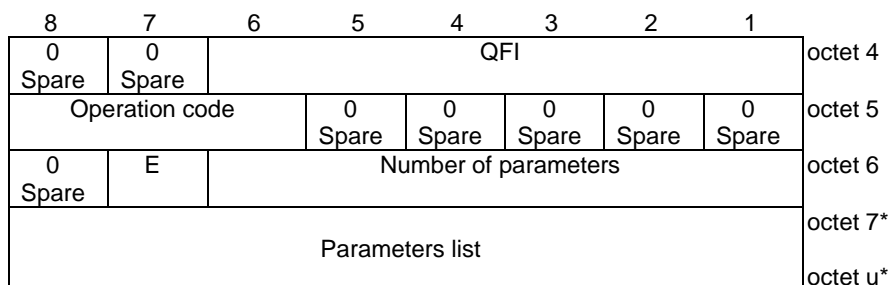 8 7 6 5 4 3 2 1
0 0 QFI octet 4
Spare Spare
Operation code 0 0 0 0 0 octet 5
Spare Spare Spare Spare Spare
0 E Number of parameters octet 6
Spare
octet 7*
Parameters list
octet u*